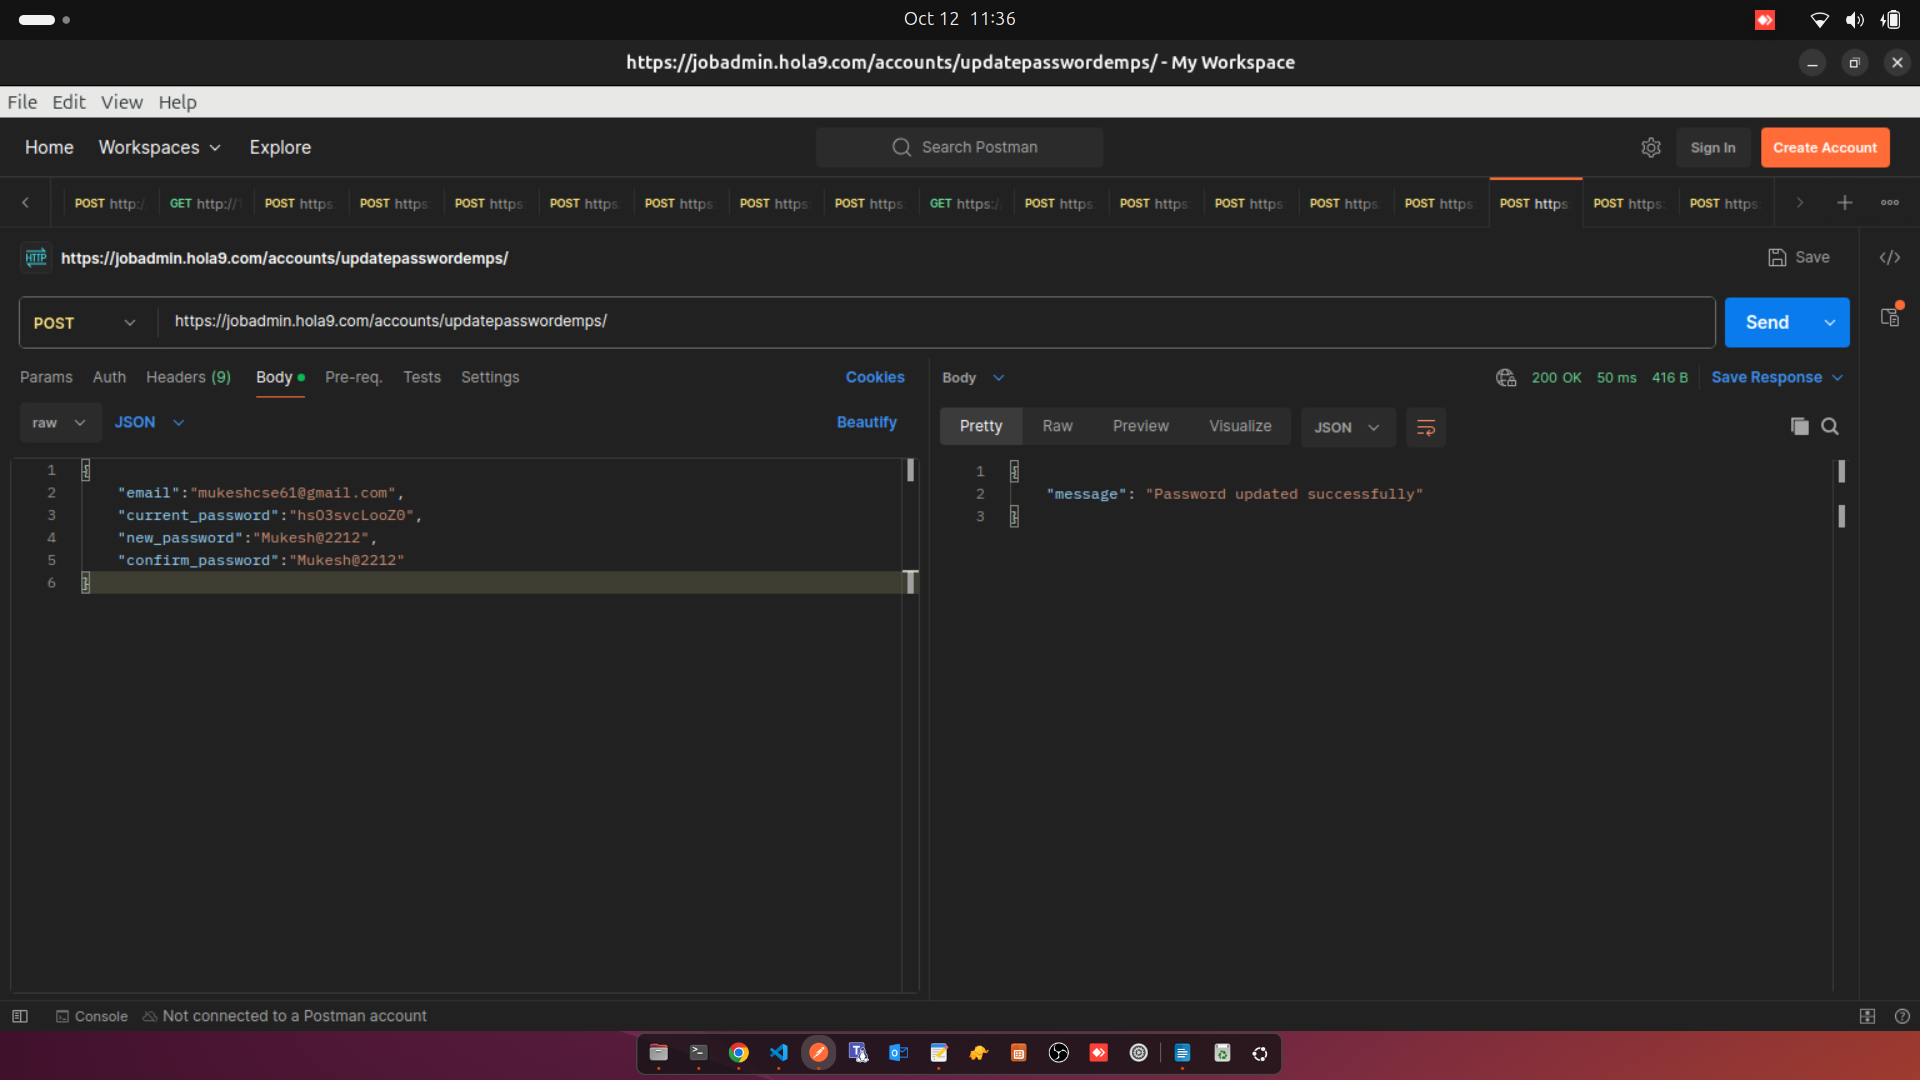 Oct 12 11:36
https://jobadmin.hola9.com/accounts/updatepasswordemps/ - My Workspace
File Edit View Help
Home Workspaces Explore Search Postman Sign In Create Account
POST http:/ GET http://1 POST https: POST https: POST https: POST https: POST https: POST https: POST https: GET https:/ POST https: POST https: POST https: POST https: POST https: POST https: POST https: POST https:
HTTP https://jobadmin.hola9.com/accounts/updatepasswordemps/ Save </>
POST https://jobadmin.hola9.com/accounts/updatepasswordemps/ Send
Params Auth Headers (9) Body Pre-req. Tests Settings Cookies
raw JSON Beautify
1 {
2 "email":"mukeshcse61@gmail.com",
3 "current_password":"hsO3svcLooZ0",
4 "new_password":"Mukesh@2212",
5 "confirm_password":"Mukesh@2212"
6 }
Body 200 OK 50 ms 416 B Save Response
Pretty Raw Preview Visualize JSON
1 {
2 "message": "Password updated successfully"
3 }
Console Not connected to a Postman account